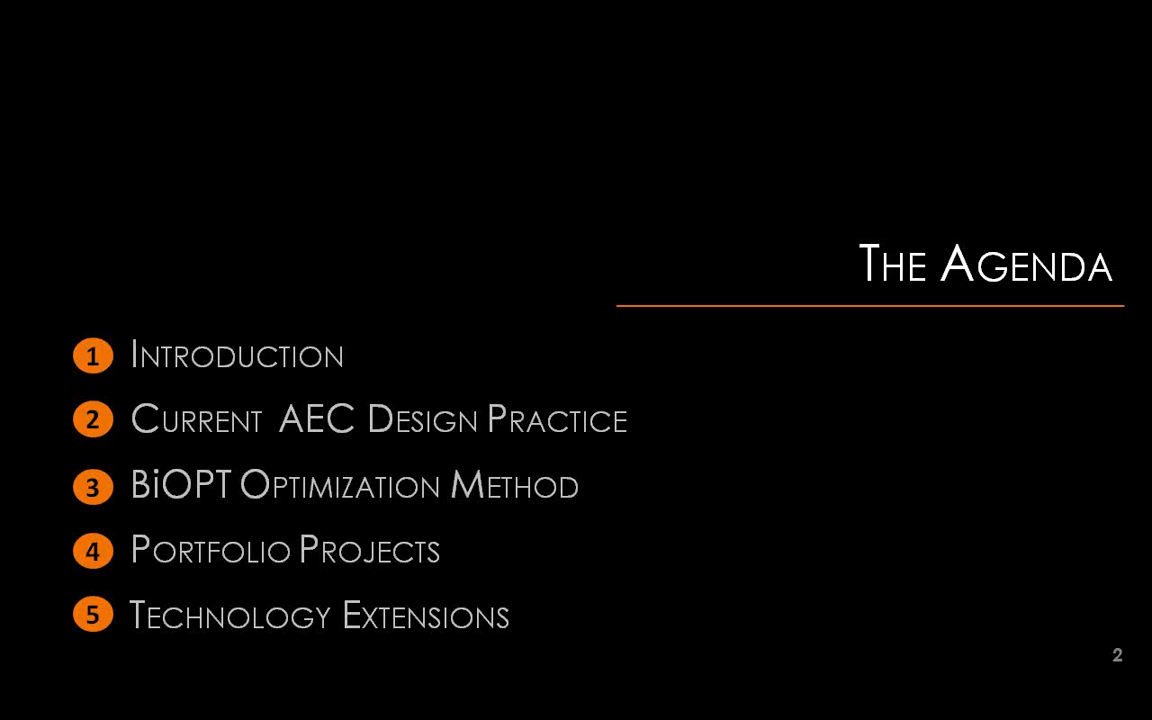 The Agenda
1 Introduction
2 Current AEC Design Practice
3 BiOPT Optimization Method
4 Portfolio Projects
5 Technology Extensions
2